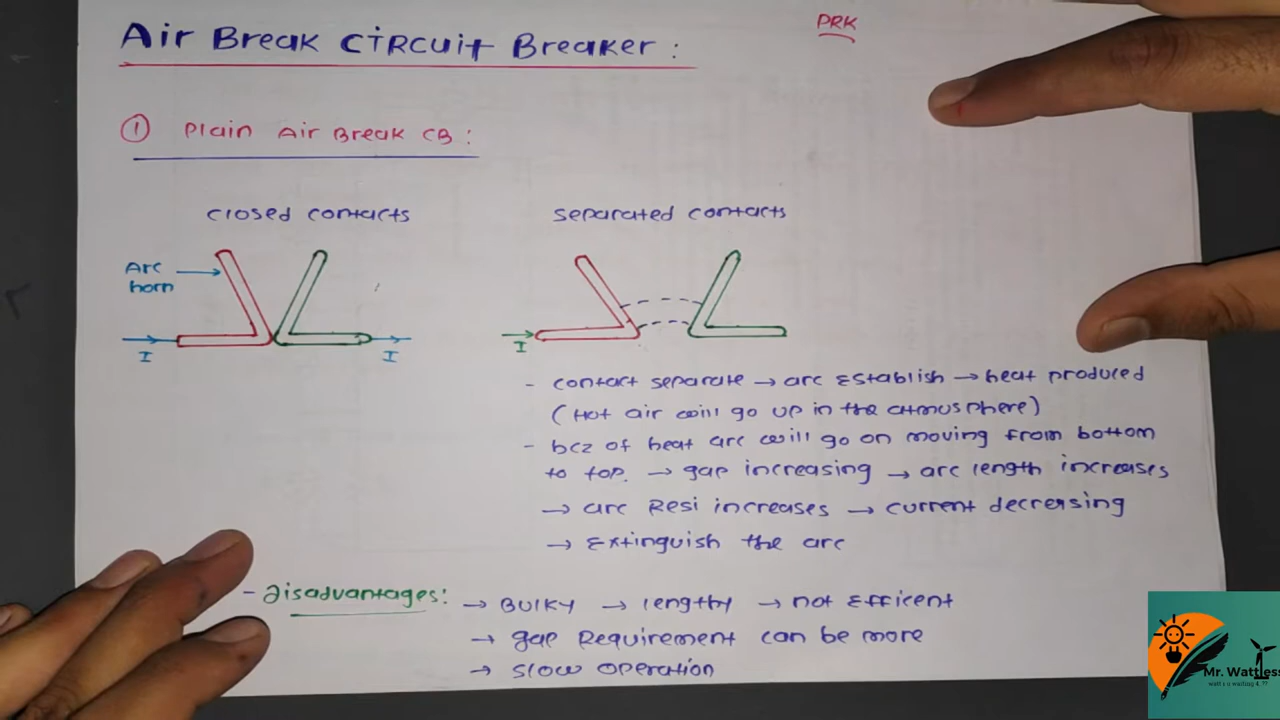 PRK
Air Break Circuit Breaker :
① Plain Air Break CB :
closed contacts
separated contacts
Arc
horn
I
I
I
- contact separate → arc Establish → heat produced
(Hot air will go up in the atmosphere)
- bcz of heat arc will go on moving from bottom
to top. → gap increasing → arc length increases
→ arc Resi increases → current decresing
→ Extinguish the arc
- Disadvantages: → Bulky → lengthy → not Efficent
→ gap Requirement can be more
→ slow operation
Mr. Wattless